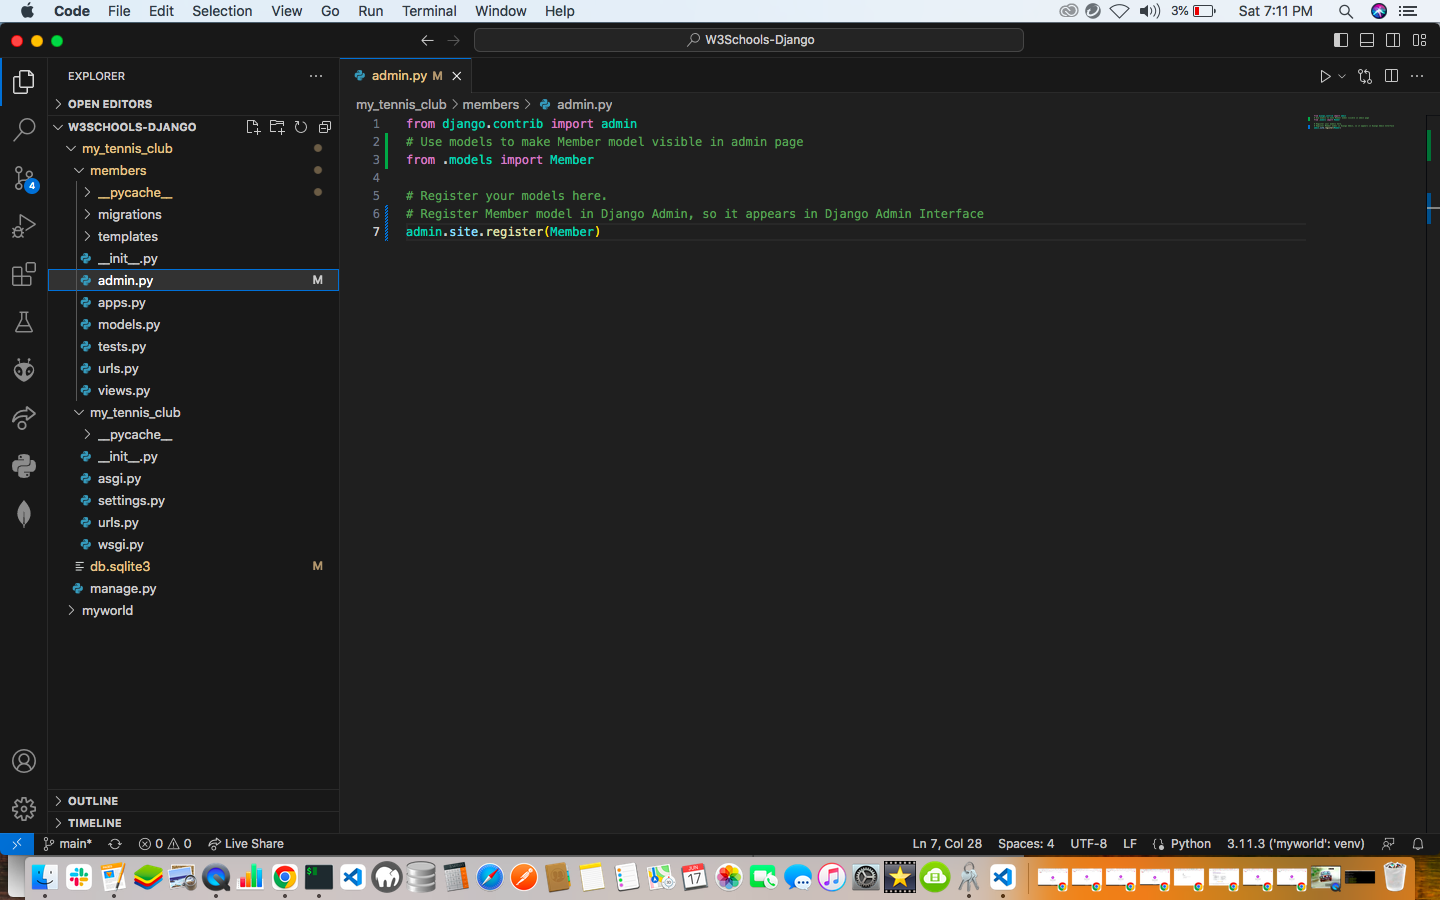 Code File Edit Selection View Go Run Terminal Window Help 3% Sat 7:11 PM
W3Schools-Django
EXPLORER
admin.py M
OPEN EDITORS
my_tennis_club members admin.py
W3SCHOOLS-DJANGO
my_tennis_club
members
__pycache__
migrations
templates
__init__.py
admin.py M
apps.py
models.py
tests.py
urls.py
views.py
my_tennis_club
__pycache__
__init__.py
asgi.py
settings.py
urls.py
wsgi.py
db.sqlite3 M
manage.py
myworld
4
1 from django.contrib import admin
2 # Use models to make Member model visible in admin page
3 from .models import Member
4
5 # Register your models here.
6 # Register Member model in Django Admin, so it appears in Django Admin Interface
7 admin.site.register(Member)
OUTLINE
TIMELINE
main* 0 0 Live Share Ln 7, Col 28 Spaces: 4 UTF-8 LF Python 3.11.3 ('myworld': venv)
JUN
17